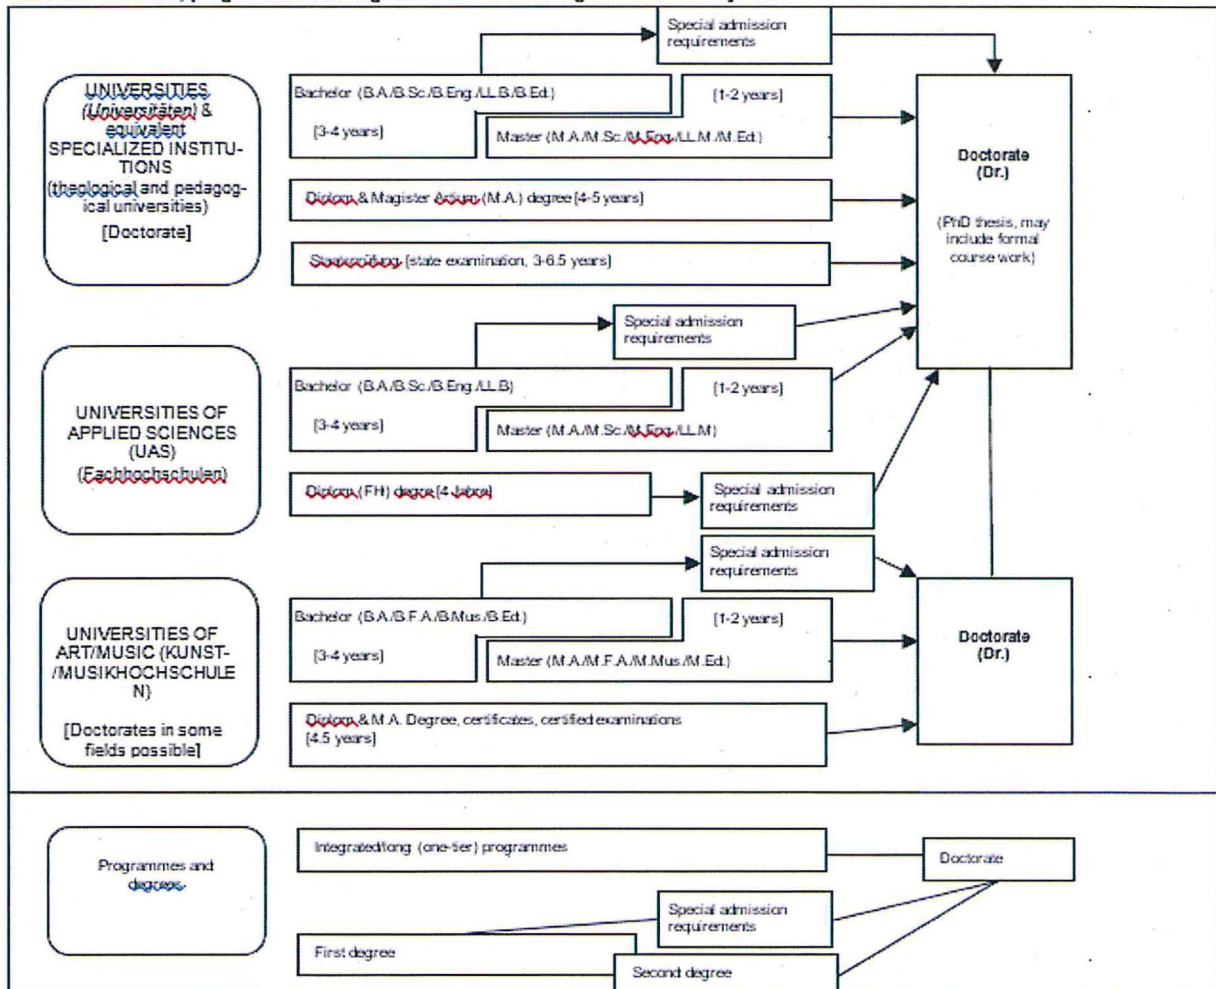 Special admission
requirements
UNIVERSITIES
(Universitäten) &
equivalent
SPECIALIZED INSTITU-
TIONS
(theological and pedagog-
ical universities)
[Doctorate]
Bachelor (B.A./B.Sc./B.Eng./LL.B./B.Ed.)
[3-4 years]
[1-2 years]
Master (M.A./M.Sc./M.Eng./LL.M./M.Ed.)
Diplom & Magister Artium (M.A.) degree [4-5 years]
Staatsprüfung [state examination, 3-6.5 years]
Doctorate
(Dr.)
(PhD thesis, may
include formal
course work)
Special admission
requirements
UNIVERSITIES OF
APPLIED SCIENCES
(UAS)
(Fachhochschulen)
Bachelor (B.A./B.Sc./B.Eng./LL.B)
[3-4 years]
[1-2 years]
Master (M.A./M.Sc./M.Eng./LL.M)
Diplom (FH) degre [4 Jahre]
Special admission
requirements
Special admission
requirements
UNIVERSITIES OF
ART/MUSIC (KUNST-
/MUSIKHOCHSCHULE
N)
[Doctorates in some
fields possible]
Bachelor (B.A./B.F.A./B.Mus./B.Ed.)
[3-4 years]
[1-2 years]
Master (M.A./M.F.A./M.Mus./M.Ed.)
Diplom & M.A. Degree, certificates, certified examinations
[4.5 years]
Doctorate
(Dr.)
Programmes and
degrees
Integrated/long (one-tier) programmes
Doctorate
Special admission
requirements
First degree
Second degree